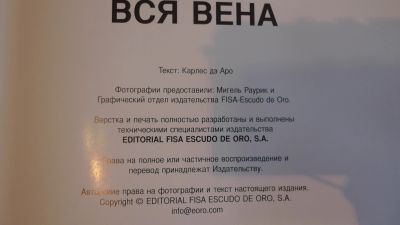 ВСЯ ВЕНА
Текст: Карлес дэ Аро
Фотографии предоставили: Мигель Раурик и
Графический отдел издательства FISA-Escudo de Oro.
Верстка и печать полностью разработаны и выполнены
техническими специалистами издательства
EDITORIAL FISA ESCUDO DE ORO, S.A.
Права на полное или частичное воспроизведение и
перевод принадлежат Издательству.
Авторские права на фотографии и текст настоящего издания.
Copyright © EDITORIAL FISA ESCUDO DE ORO, S.A.
info@eoro.com